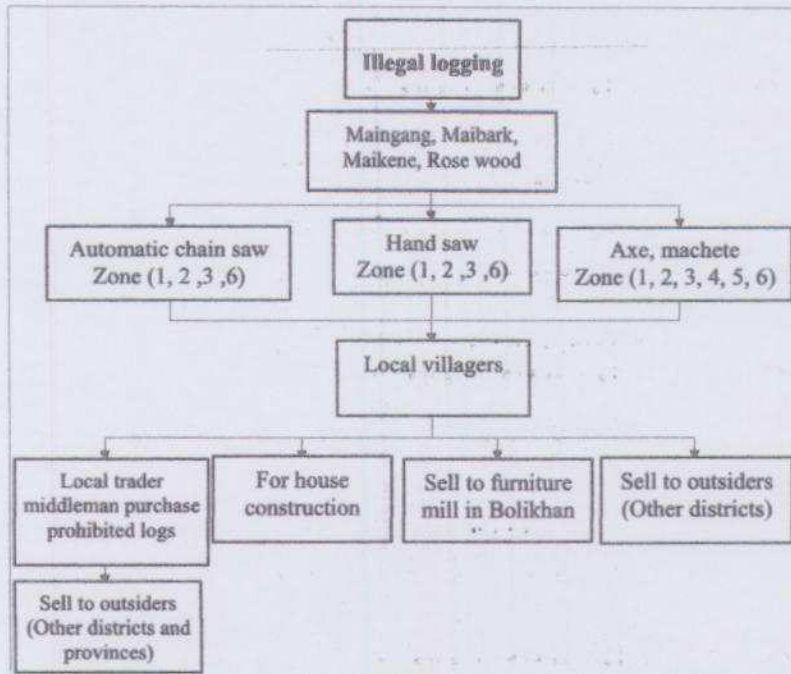 Illegal logging
Maingang, Maibark,
Maikene, Rose wood
Automatic chain saw
Zone (1, 2 ,3 ,6)
Hand saw
Zone (1, 2 ,3 ,6)
Axe, machete
Zone (1, 2, 3, 4, 5, 6)
Local villagers
Local trader
middleman purchase
prohibited logs
For house
construction
Sell to furniture
mill in Bolikhan
Sell to outsiders
(Other districts)
Sell to outsiders
(Other districts and
provinces)